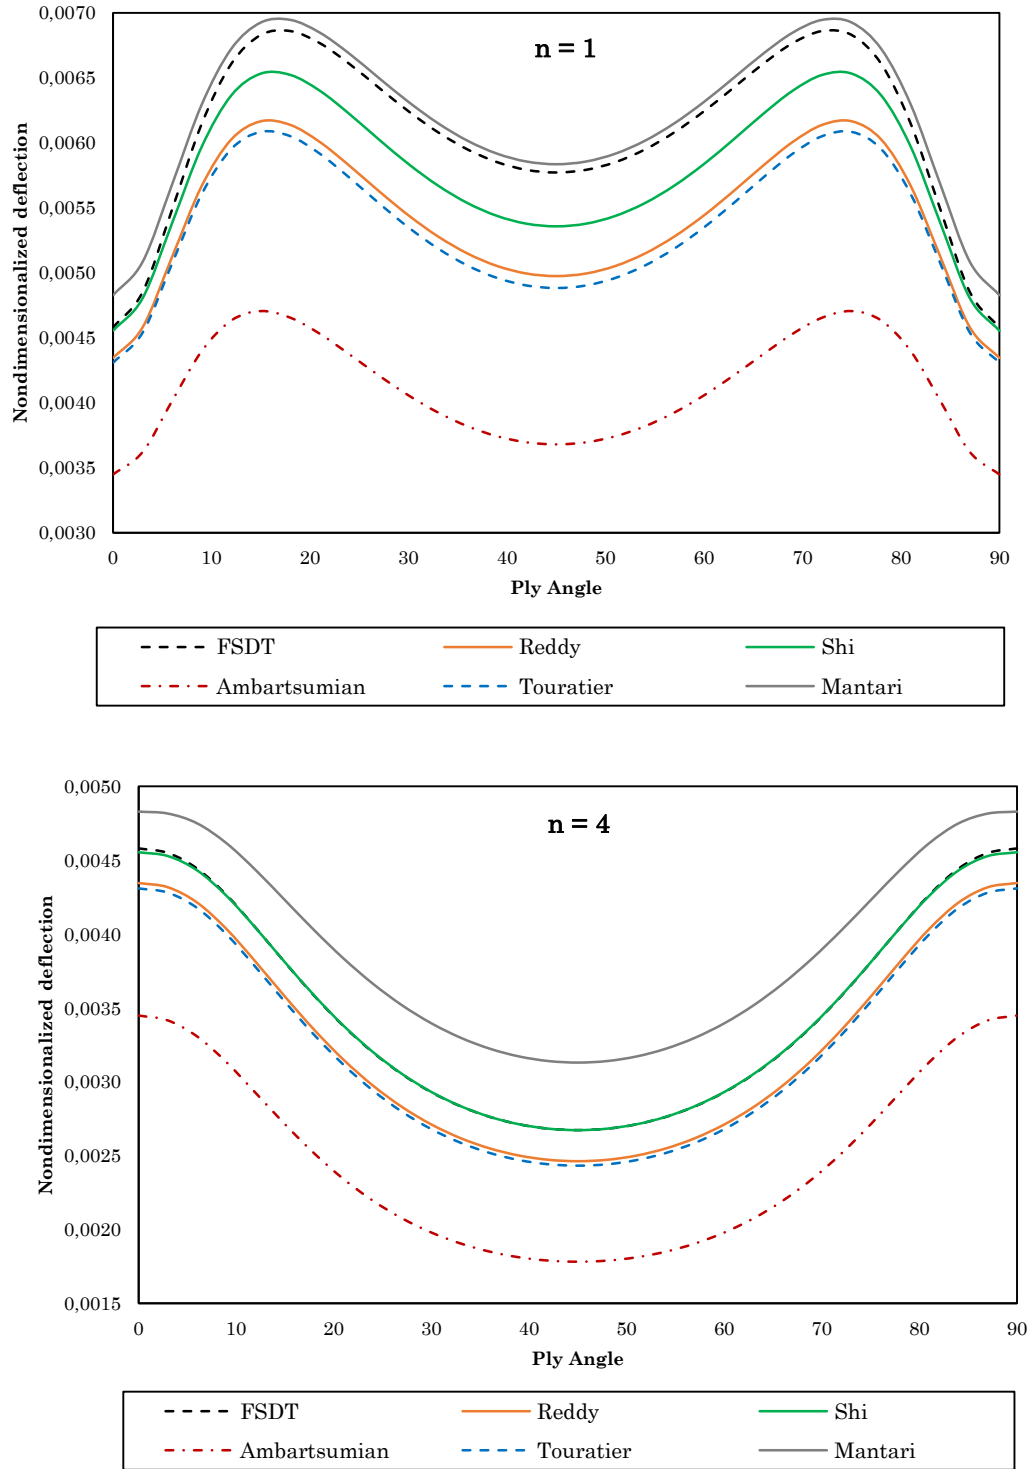 n = 1
Nondimensionalized deflection
0,0070
0,0065
0,0060
0,0055
0,0050
0,0045
0,0040
0,0035
0,0030
0 10 20 30 40 50 60 70 80 90
Ply Angle
FSDT Reddy Shi
Ambartsumian Touratier Mantari
n = 4
Nondimensionalized deflection
0,0050
0,0045
0,0040
0,0035
0,0030
0,0025
0,0020
0,0015
0 10 20 30 40 50 60 70 80 90
Ply Angle
FSDT Reddy Shi
Ambartsumian Touratier Mantari